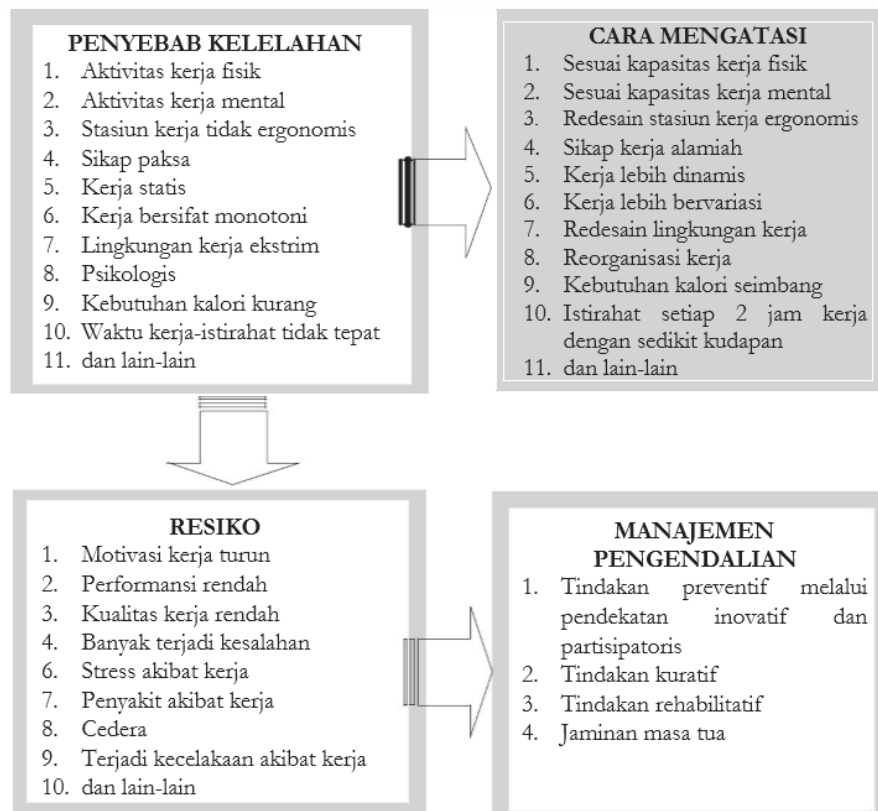 PENYEBAB KELELAHAN
1. Aktivitas kerja fisik
2. Aktivitas kerja mental
3. Stasiun kerja tidak ergonomis
4. Sikap paksa
5. Kerja statis
6. Kerja bersifat monotoni
7. Lingkungan kerja ekstrim
8. Psikologis
9. Kebutuhan kalori kurang
10. Waktu kerja-istirahat tidak tepat
11. dan lain-lain
CARA MENGATASI
1. Sesuai kapasitas kerja fisik
2. Sesuai kapasitas kerja mental
3. Redesain stasiun kerja ergonomis
4. Sikap kerja alamiah
5. Kerja lebih dinamis
6. Kerja lebih bervariasi
7. Redesain lingkungan kerja
8. Reorganisasi kerja
9. Kebutuhan kalori seimbang
10. Istirahat setiap 2 jam kerja
dengan sedikit kudapan
11. dan lain-lain
RESIKO
1. Motivasi kerja turun
2. Performansi rendah
3. Kualitas kerja rendah
4. Banyak terjadi kesalahan
6. Stress akibat kerja
7. Penyakit akibat kerja
8. Cedera
9. Terjadi kecelakaan akibat kerja
10. dan lain-lain
MANAJEMEN
PENGENDALIAN
1. Tindakan preventif melalui
pendekatan inovatif dan
partisipatoris
2. Tindakan kuratif
3. Tindakan rehabilitatif
4. Jaminan masa tua